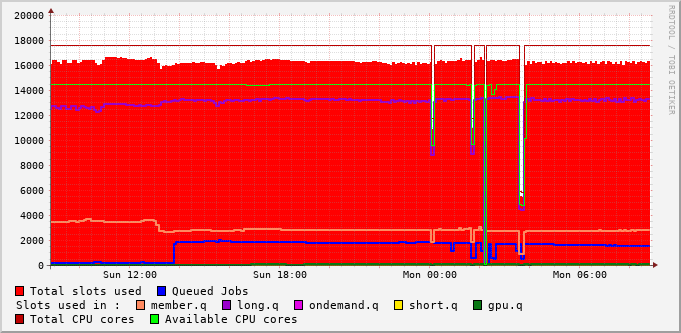 RRDTOOL / TOBI OETIKER
20000
18000
16000
14000
12000
10000
8000
6000
4000
2000
0
Sun 12:00 Sun 18:00 Mon 00:00 Mon 06:00
Total slots used Queued Jobs
Slots used in : member.q long.q ondemand.q short.q gpu.q
Total CPU cores Available CPU cores